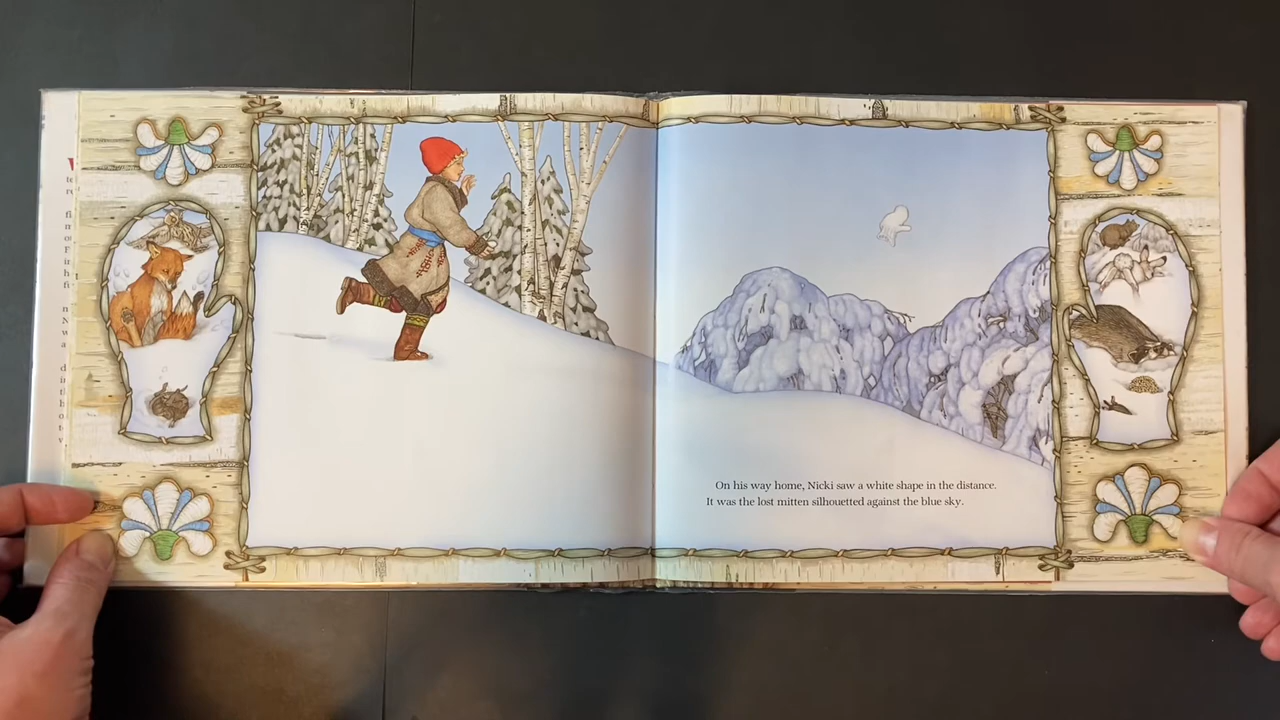 On his way home, Nicki saw a white shape in the distance.
It was the lost mitten silhouetted against the blue sky.